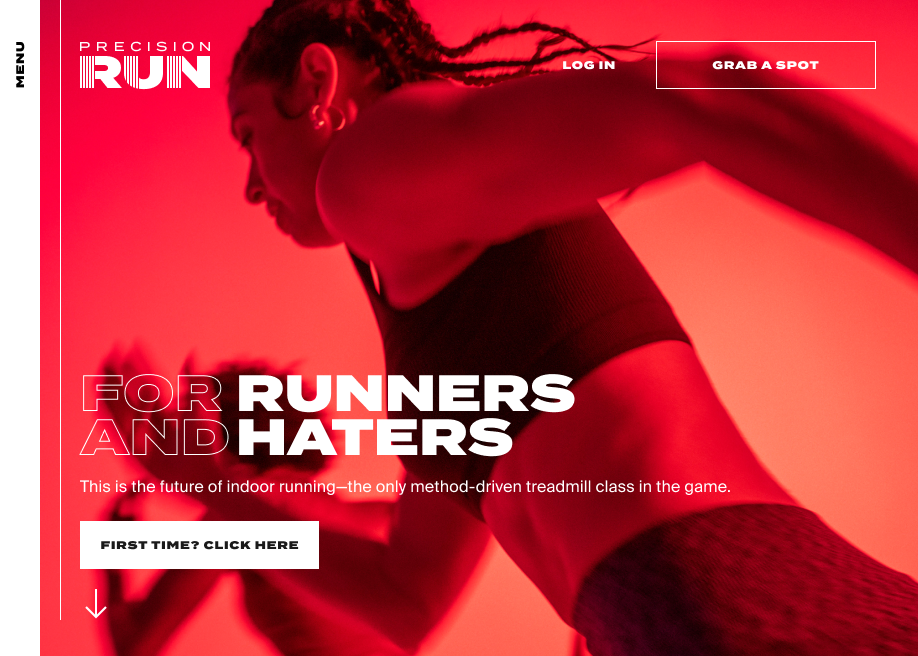 MENU
PRECISION
RUN
LOG IN
GRAB A SPOT
FOR RUNNERS
AND HATERS
This is the future of indoor running—the only method-driven treadmill class in the game.
FIRST TIME? CLICK HERE